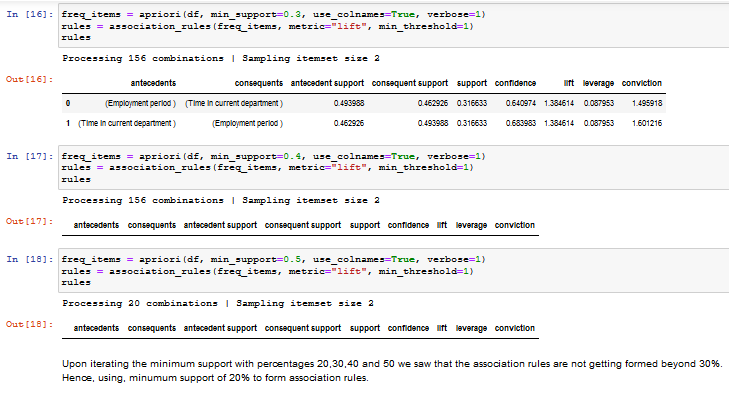 In [16]: freq_items = apriori(df, min_support=0.3, use_colnames=True, verbose=1)
rules = association_rules(freq_items, metric="lift", min_threshold=1)
rules
Processing 156 combinations | Sampling itemset size 2
Out[16]:
antecedents consequents antecedent support consequent support support confidence lift leverage conviction
0 (Employment period ) (Time in current department ) 0.493988 0.462926 0.316633 0.640974 1.384614 0.087953 1.495918
1 (Time in current department ) (Employment period ) 0.462926 0.493988 0.316633 0.683983 1.384614 0.087953 1.601216
In [17]: freq_items = apriori(df, min_support=0.4, use_colnames=True, verbose=1)
rules = association_rules(freq_items, metric="lift", min_threshold=1)
rules
Processing 156 combinations | Sampling itemset size 2
Out[17]:
antecedents consequents antecedent support consequent support support confidence lift leverage conviction
In [18]: freq_items = apriori(df, min_support=0.5, use_colnames=True, verbose=1)
rules = association_rules(freq_items, metric="lift", min_threshold=1)
rules
Processing 20 combinations | Sampling itemset size 2
Out[18]:
antecedents consequents antecedent support consequent support support confidence lift leverage conviction
Upon iterating the minimum support with percentages 20,30,40 and 50 we saw that the association rules are not getting formed beyond 30%.
Hence, using, minumum support of 20% to form association rules.